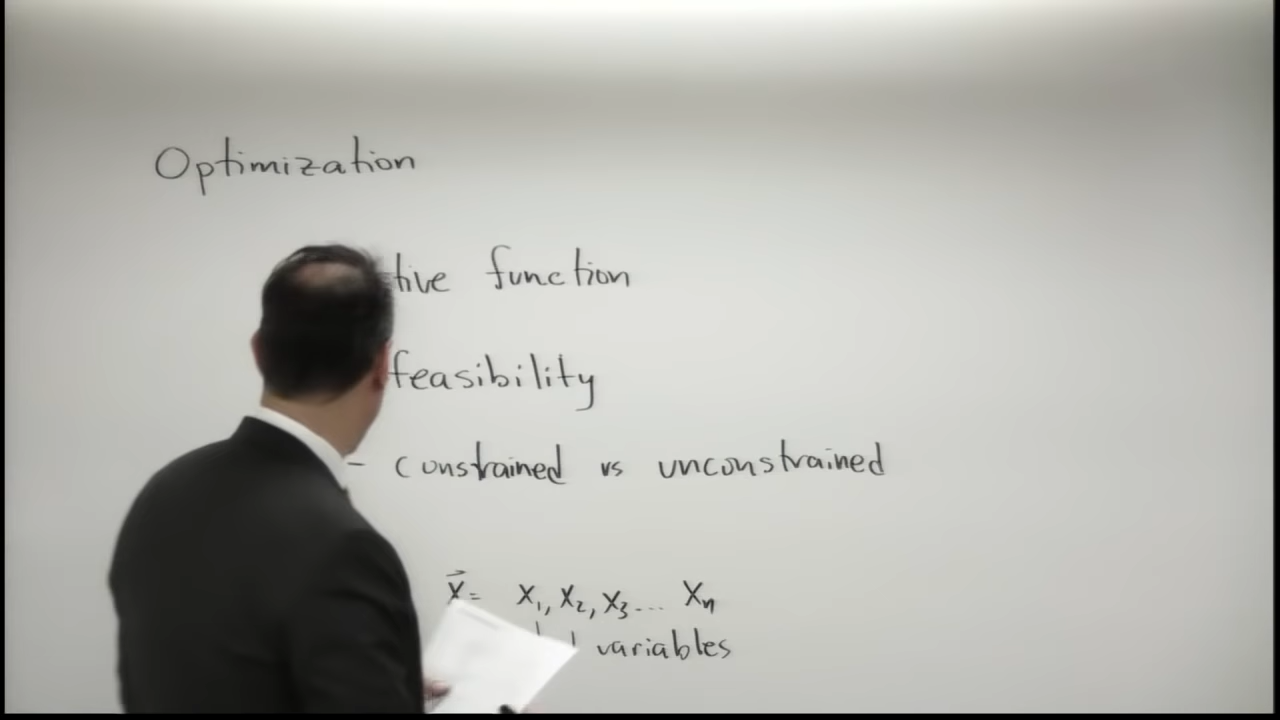 Optimization
tive function
feasibility
- constrained vs unconstrained
x⃗ = x₁, x₂, x₃... xₙ
variables